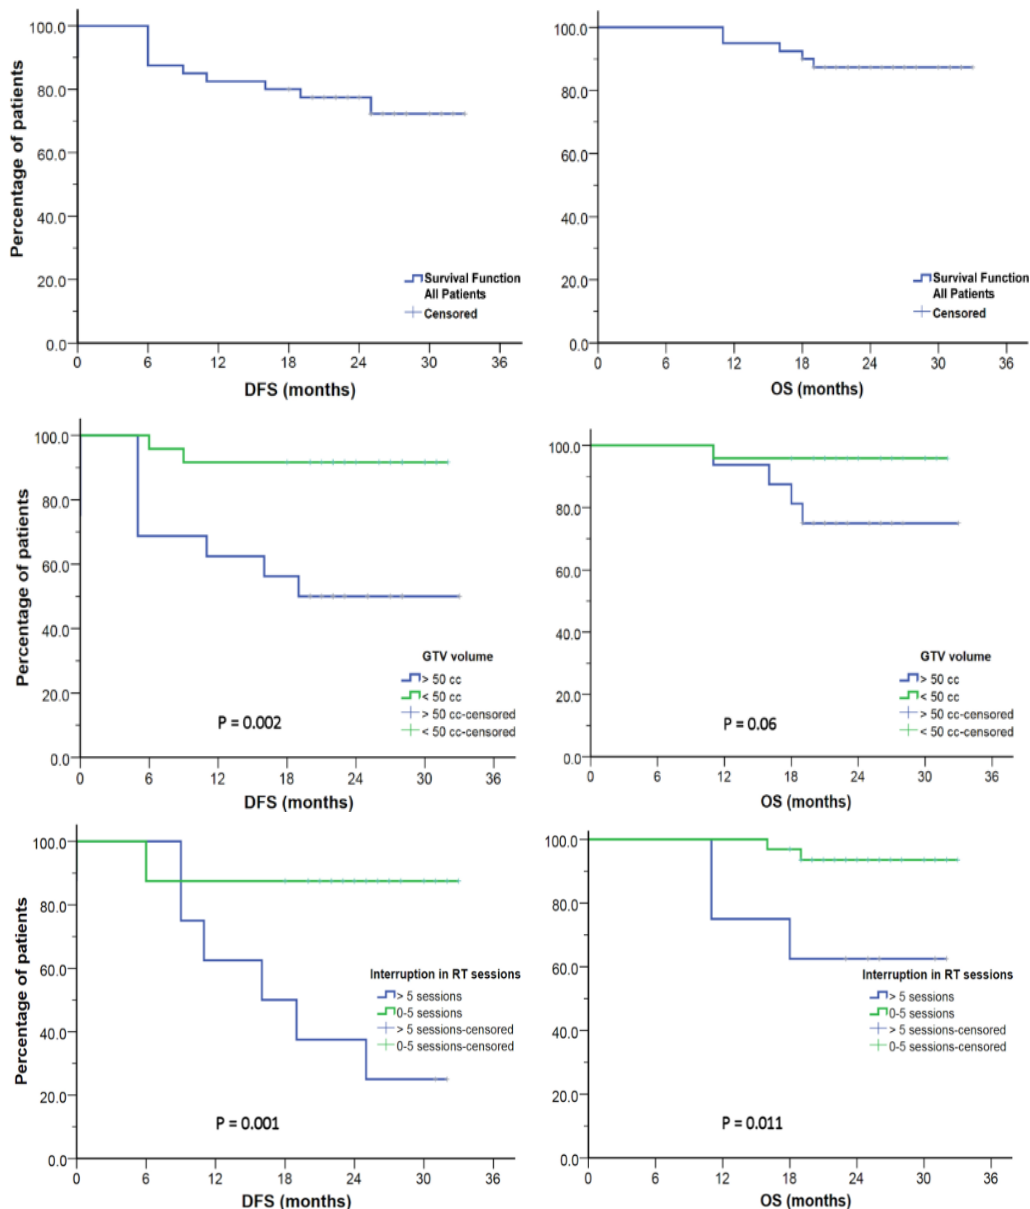 Percentage of patients
100.0
80.0
60.0
40.0
20.0
0.0
0 6 12 18 24 30 36
DFS (months)
Survival Function
All Patients
Censored
100.0
80.0
60.0
40.0
20.0
0.0
0 6 12 18 24 30 36
OS (months)
Survival Function
All Patients
Censored
Percentage of patients
100.0
80.0
60.0
40.0
20.0
0.0
0 6 12 18 24 30 36
DFS (months)
GTV volume
> 50 cc
< 50 cc
> 50 cc-censored
< 50 cc-censored
P = 0.002
100.0
80.0
60.0
40.0
20.0
0.0
0 6 12 18 24 30 36
OS (months)
GTV volume
> 50 cc
< 50 cc
> 50 cc-censored
< 50 cc-censored
P = 0.06
Percentage of patients
100.0
80.0
60.0
40.0
20.0
0.0
0 6 12 18 24 30 36
DFS (months)
Interruption in RT sessions
> 5 sessions
0-5 sessions
> 5 sessions-censored
0-5 sessions-censored
P = 0.001
100.0
80.0
60.0
40.0
20.0
0.0
0 6 12 18 24 30 36
OS (months)
Interruption in RT sessions
> 5 sessions
0-5 sessions
> 5 sessions-censored
0-5 sessions-censored
P = 0.011